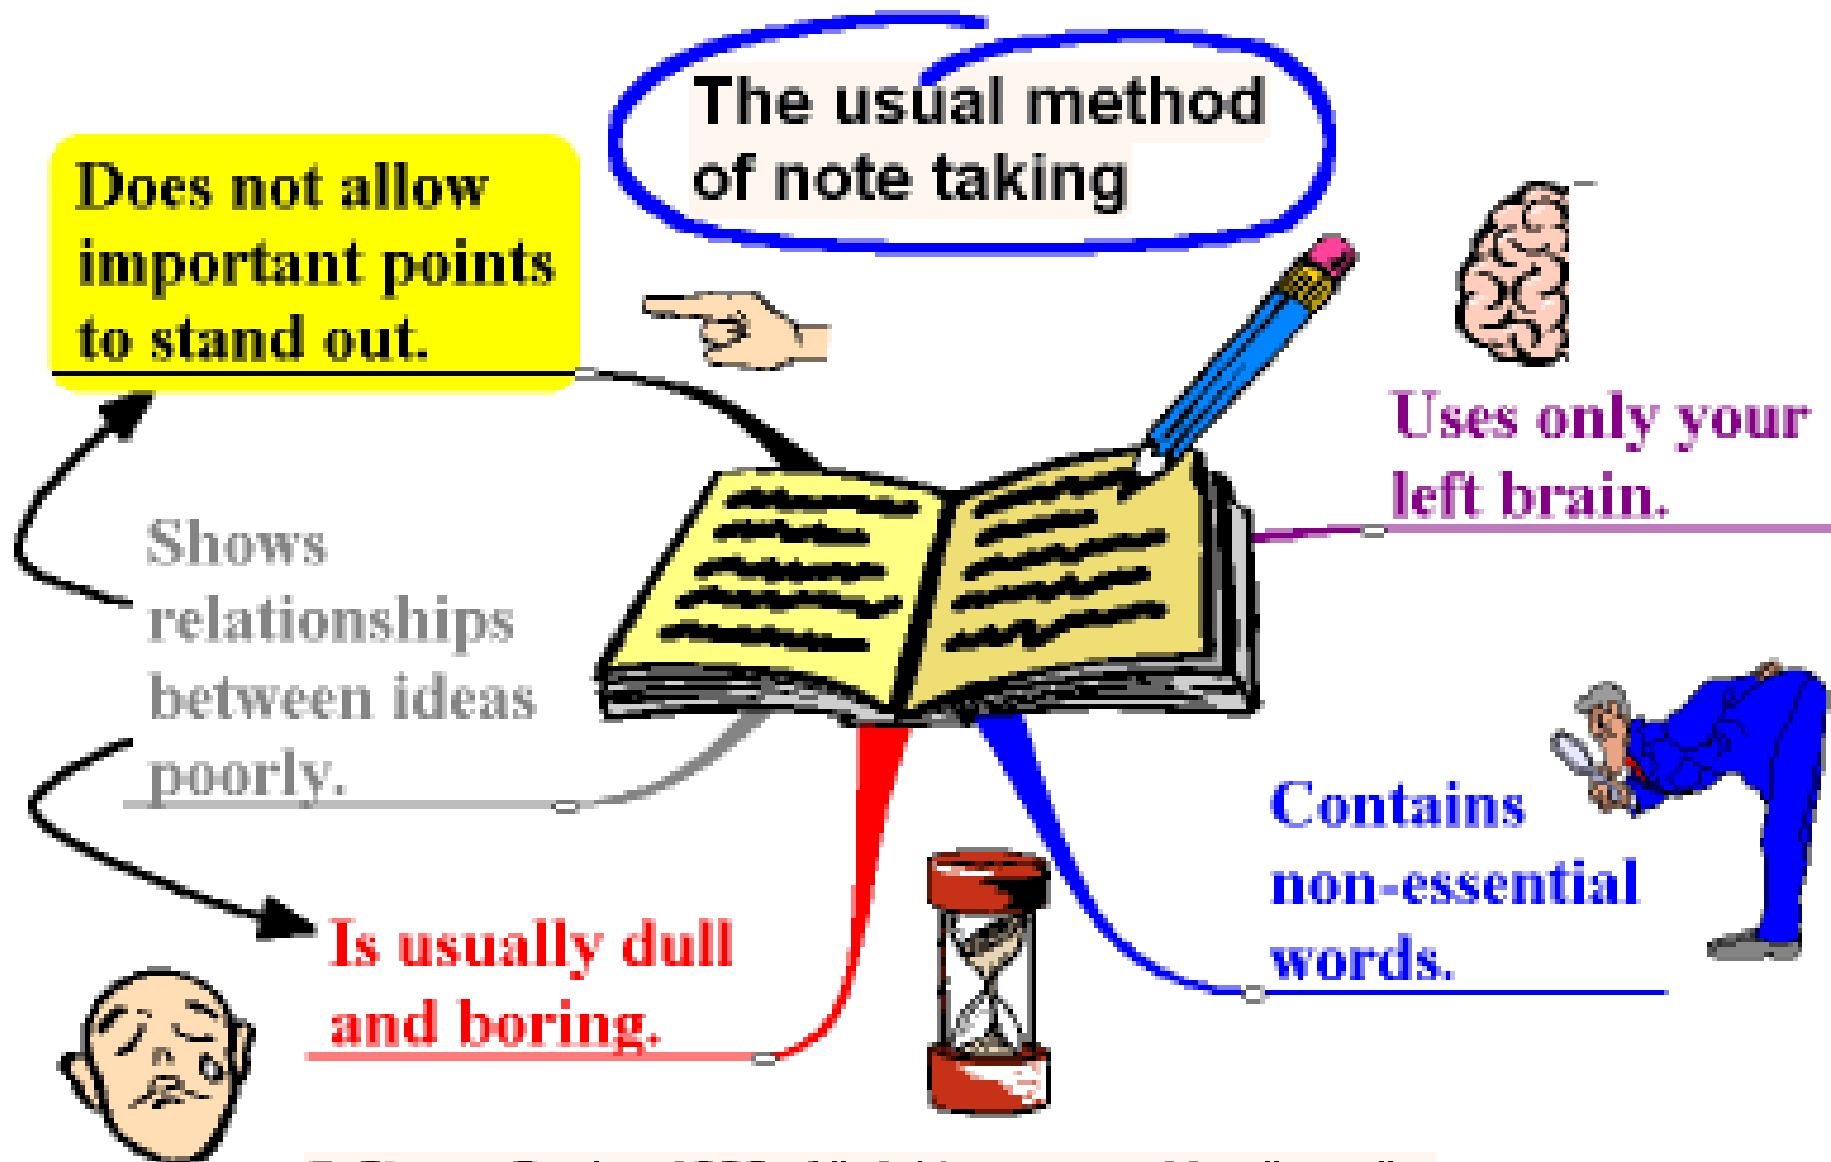 The usual method
of note taking
Does not allow
important points
to stand out.
Uses only your
left brain.
Shows
relationships
between ideas
poorly.
Contains
non-essential
words.
Is usually dull
and boring.